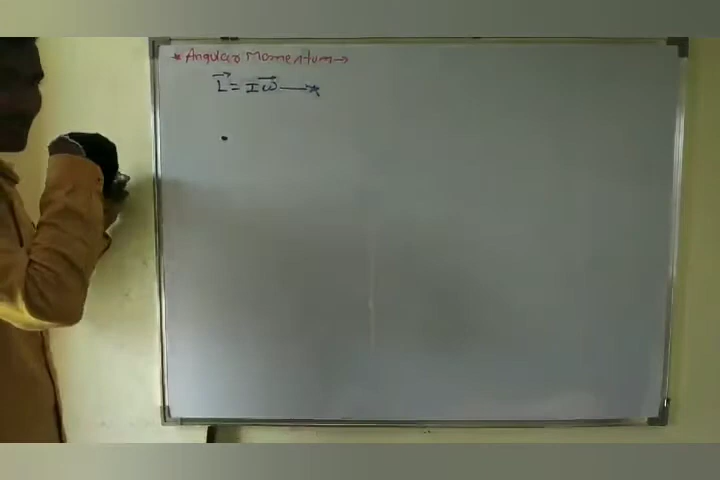 * Angular Momentum →
L⃗ = Iω⃗ —→*